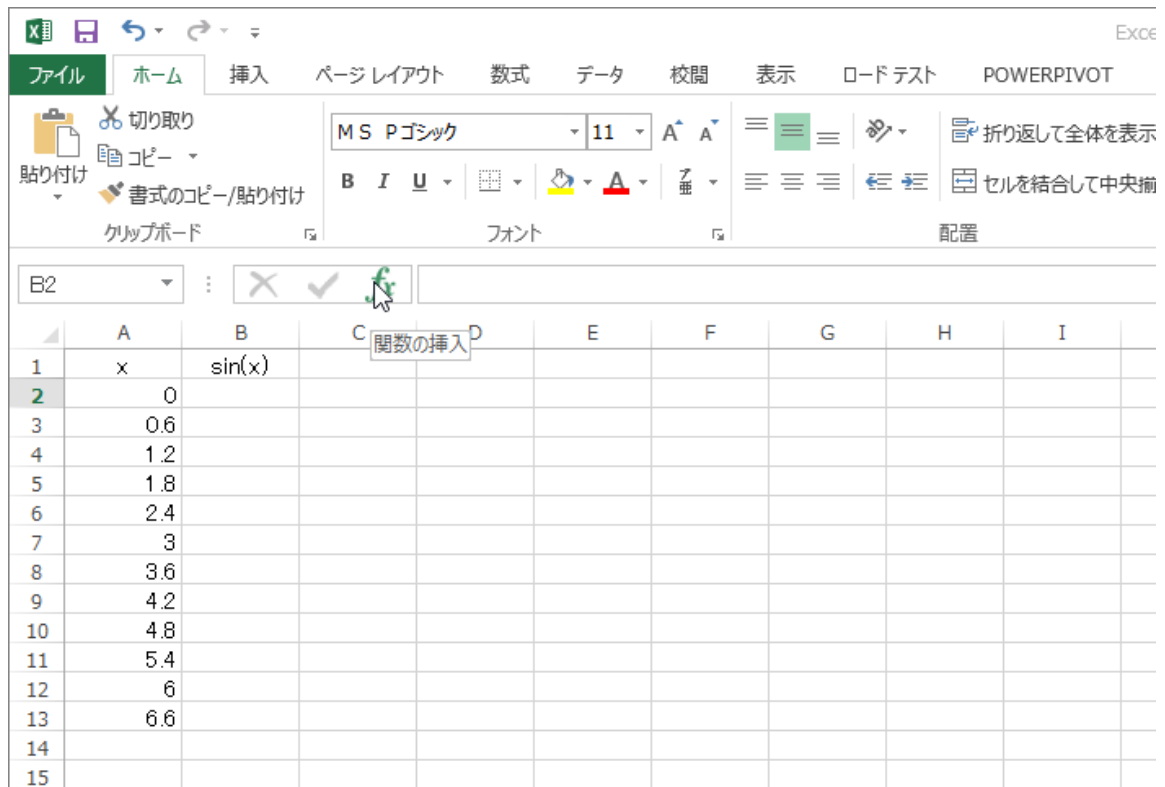 Exce
ファイル ホーム 挿入 ページ レイアウト 数式 データ 校閲 表示 ロード テスト POWERPIVOT
貼り付け
切り取り
コピー
書式のコピー/貼り付け
クリップボード
ＭＳ Ｐゴシック 11
B I U A ア亜
フォント
折り返して全体を表示
セルを結合して中央揃
配置
B2 fx
関数の挿入
A B C D E F G H I
1 x sin(x)
2 0
3 0.6
4 1.2
5 1.8
6 2.4
7 3
8 3.6
9 4.2
10 4.8
11 5.4
12 6
13 6.6
14
15